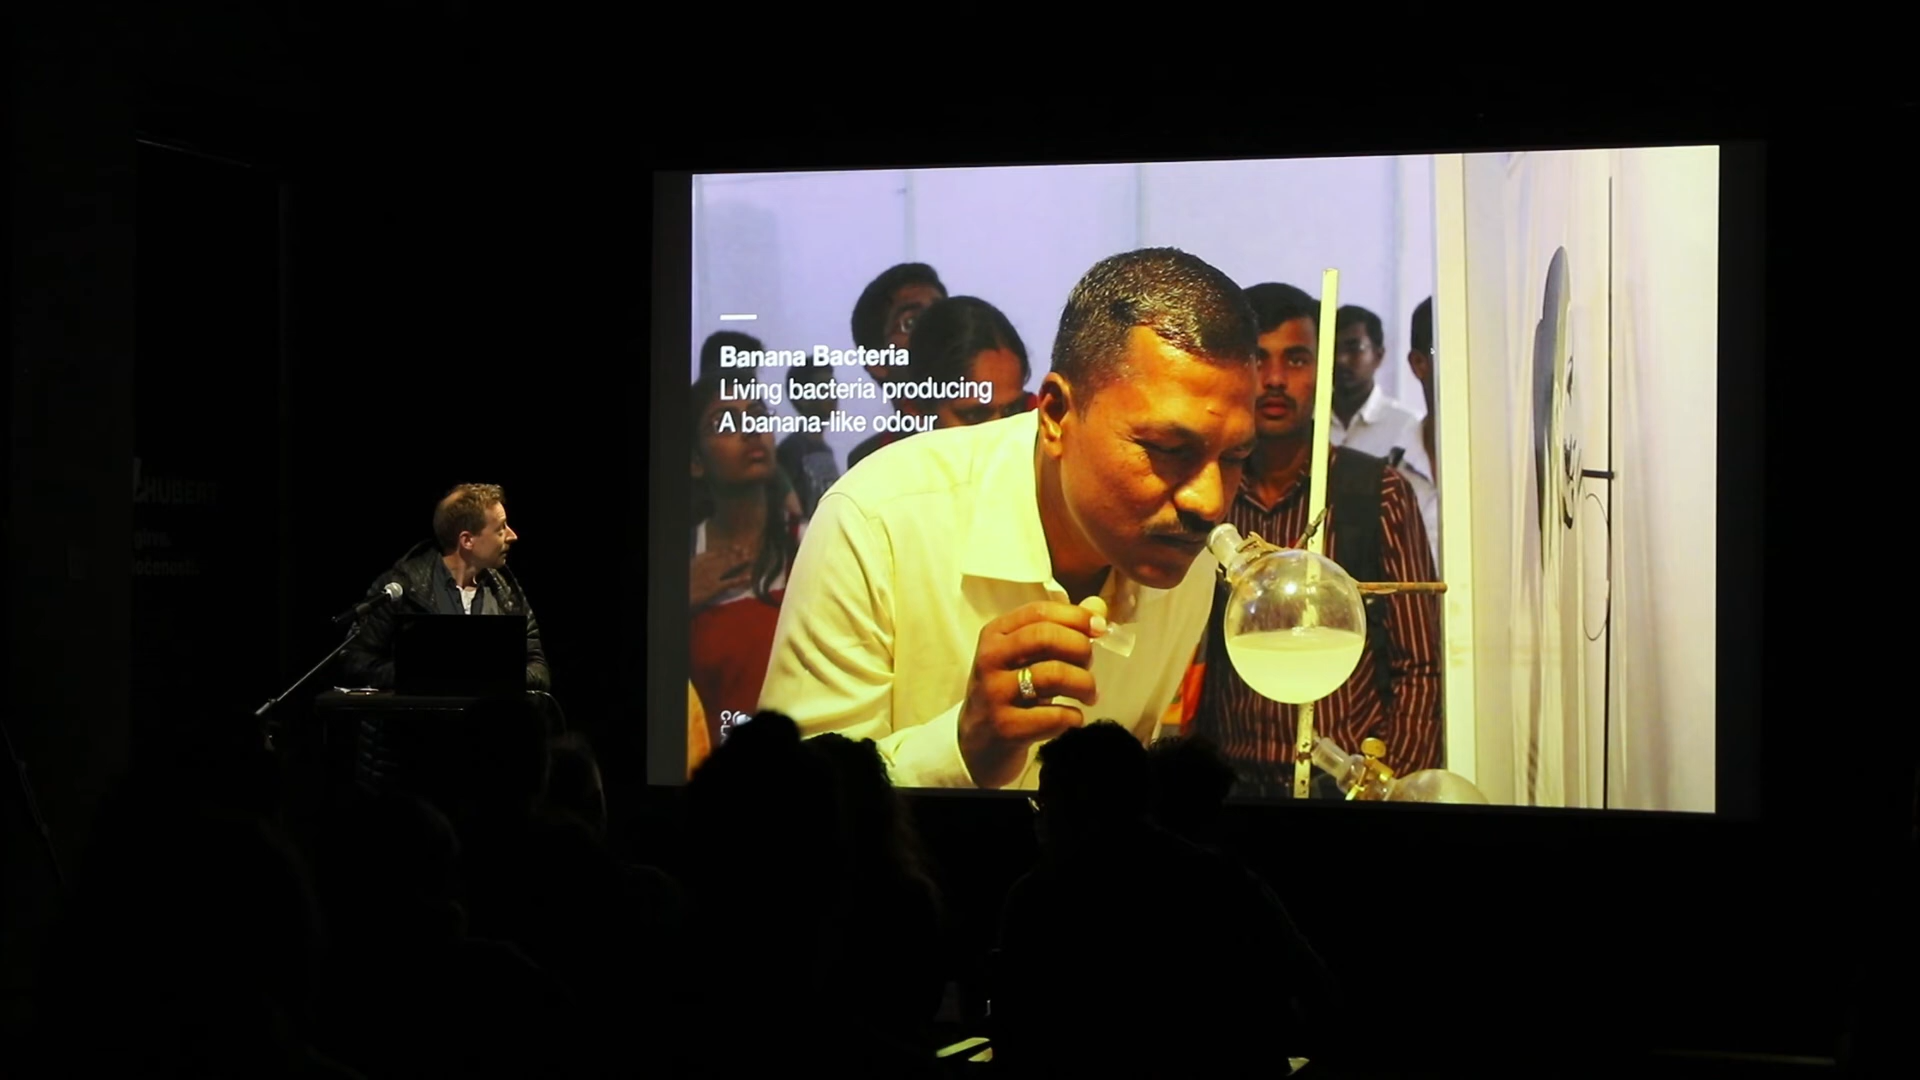 Banana Bacteria
Living bacteria producing
A banana-like odour